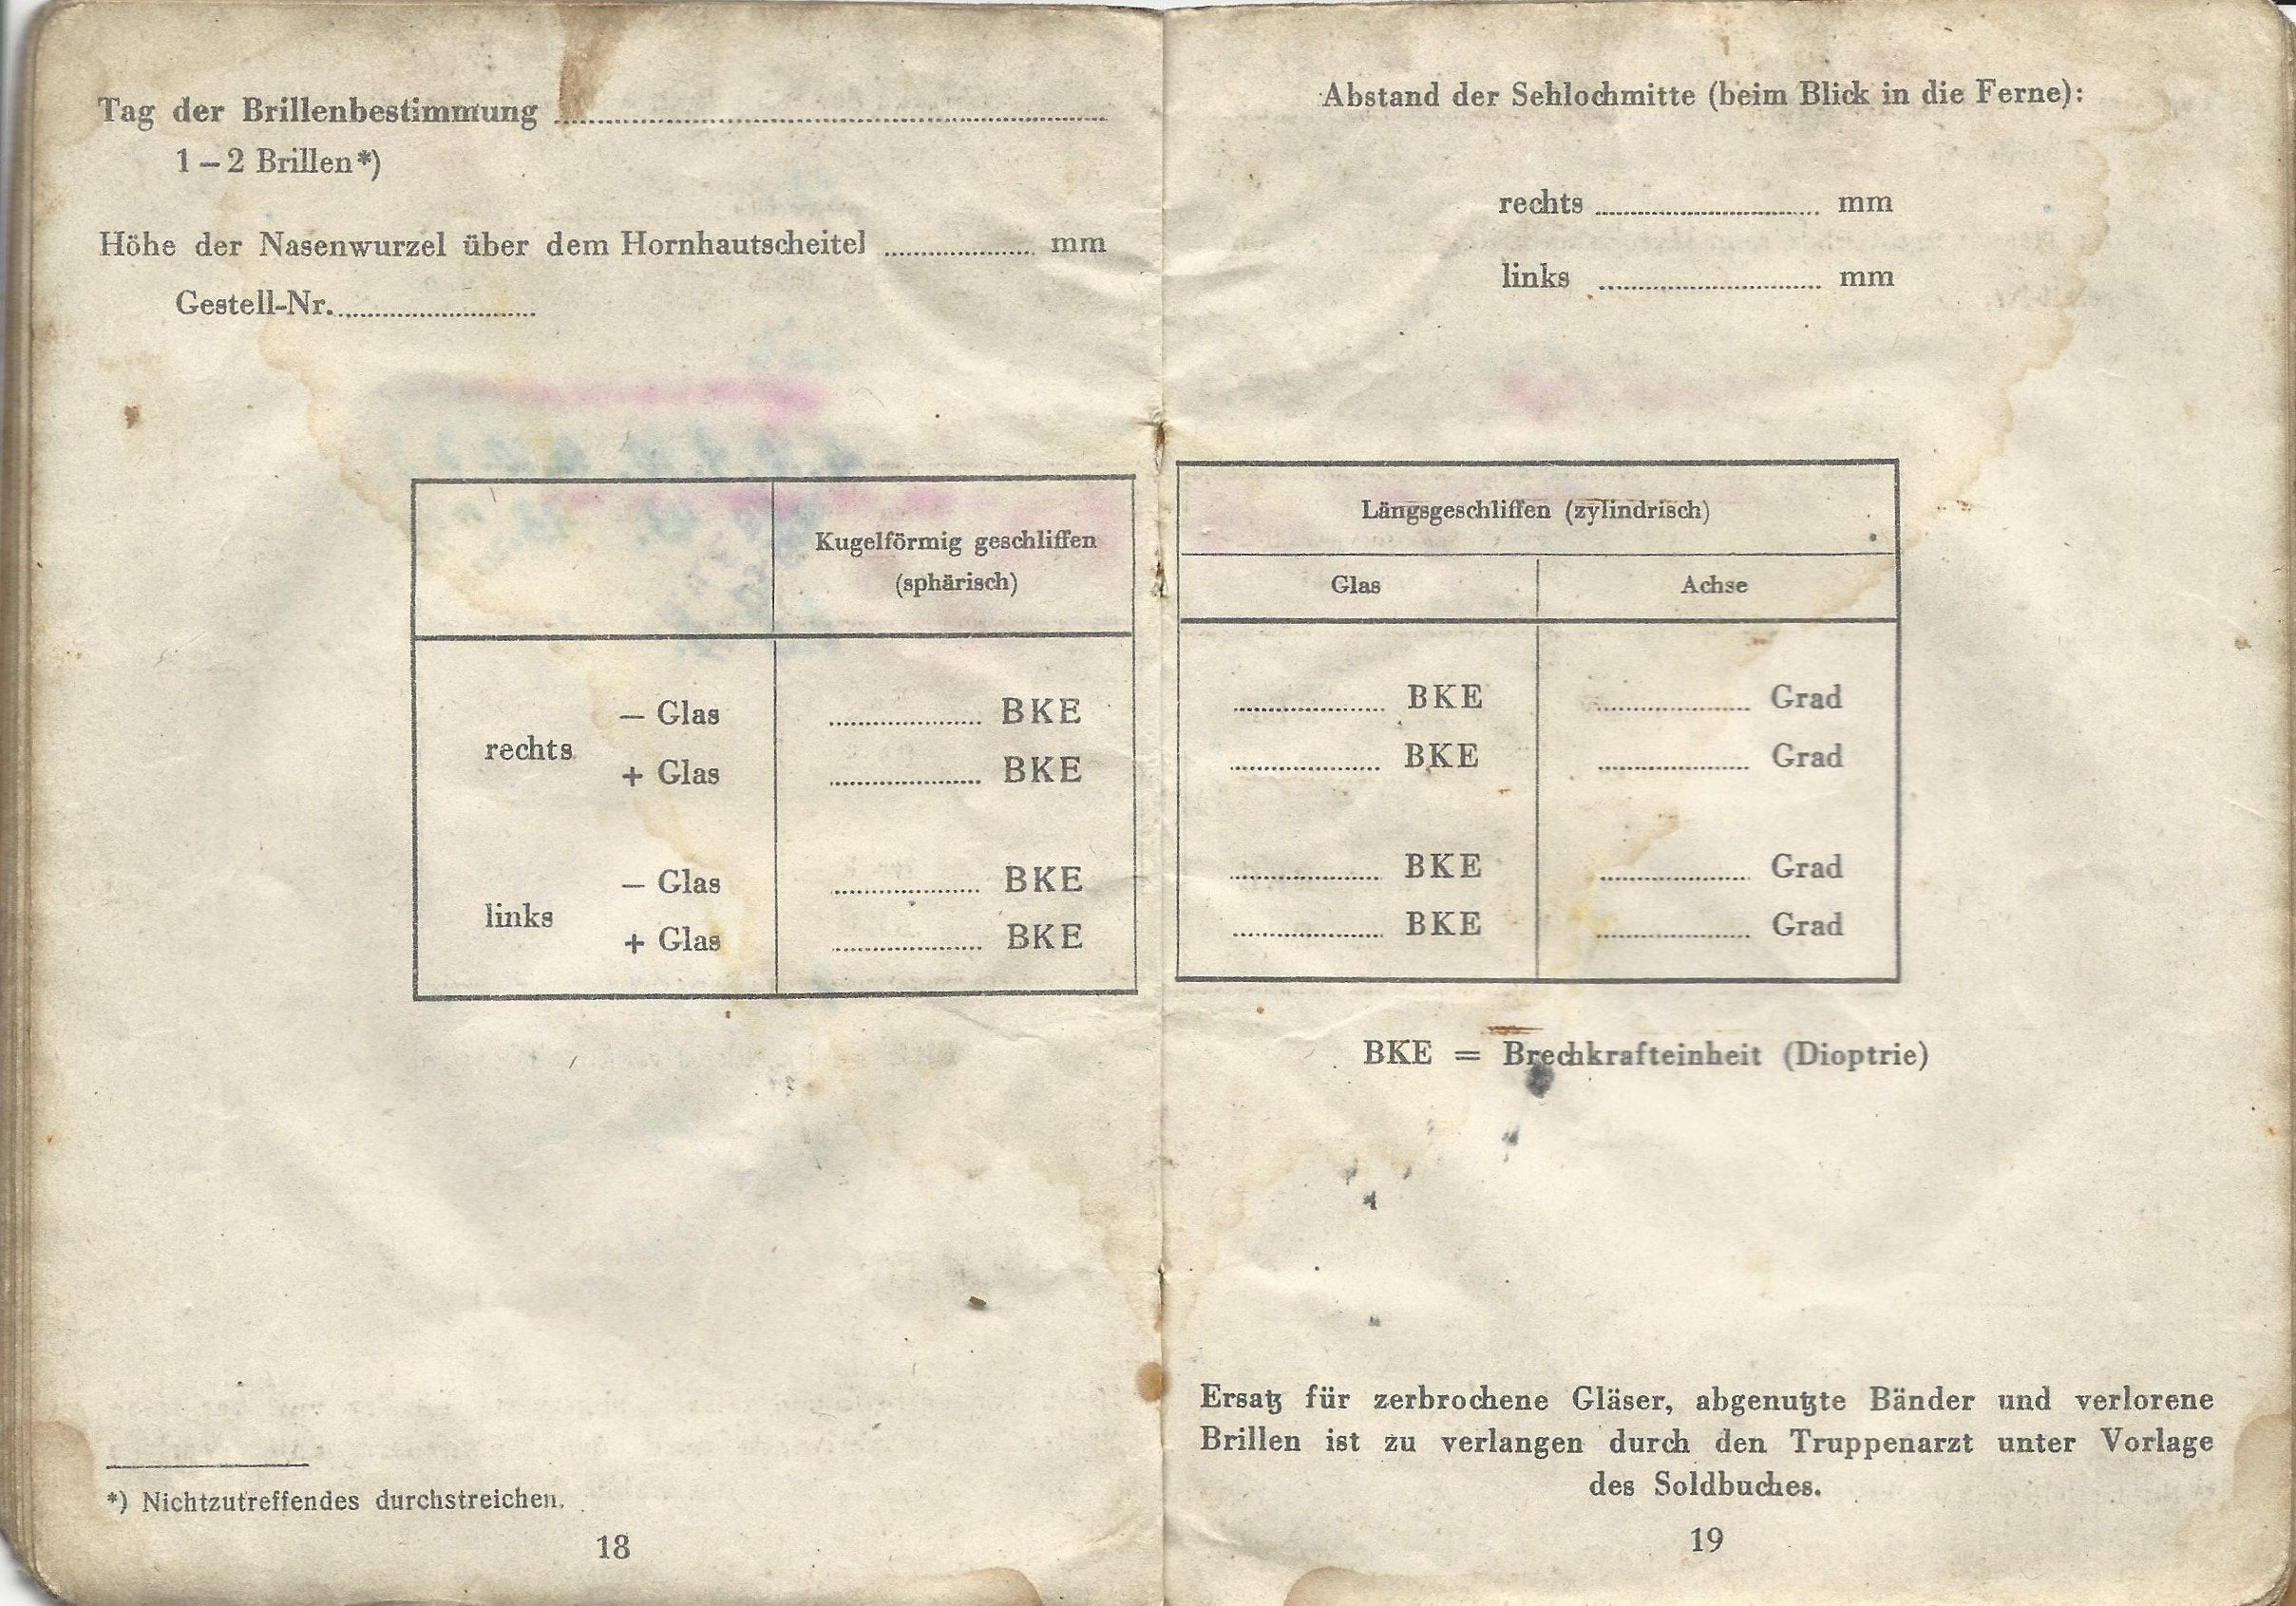 Tag der Brillenbestimmung ........................................
1 – 2 Brillen*)
Höhe der Nasenwurzel über dem Hornhautscheitel .................. mm
Gestell-Nr. ........................
Kugelförmig geschliffen
(sphärisch)
rechts
– Glas .................. BKE
+ Glas .................. BKE
links
– Glas .................. BKE
+ Glas .................. BKE
*) Nichtzutreffendes durchstreichen.
18
Abstand der Sehlochmitte (beim Blick in die Ferne):
rechts ........................ mm
links ........................ mm
Längsgeschliffen (zylindrisch)
Glas Achse
.................. BKE .................. Grad
.................. BKE .................. Grad
.................. BKE .................. Grad
.................. BKE .................. Grad
BKE = Brechkrafteinheit (Dioptrie)
Ersatz für zerbrochene Gläser, abgenutzte Bänder und verlorene
Brillen ist zu verlangen durch den Truppenarzt unter Vorlage
des Soldbuches.
19